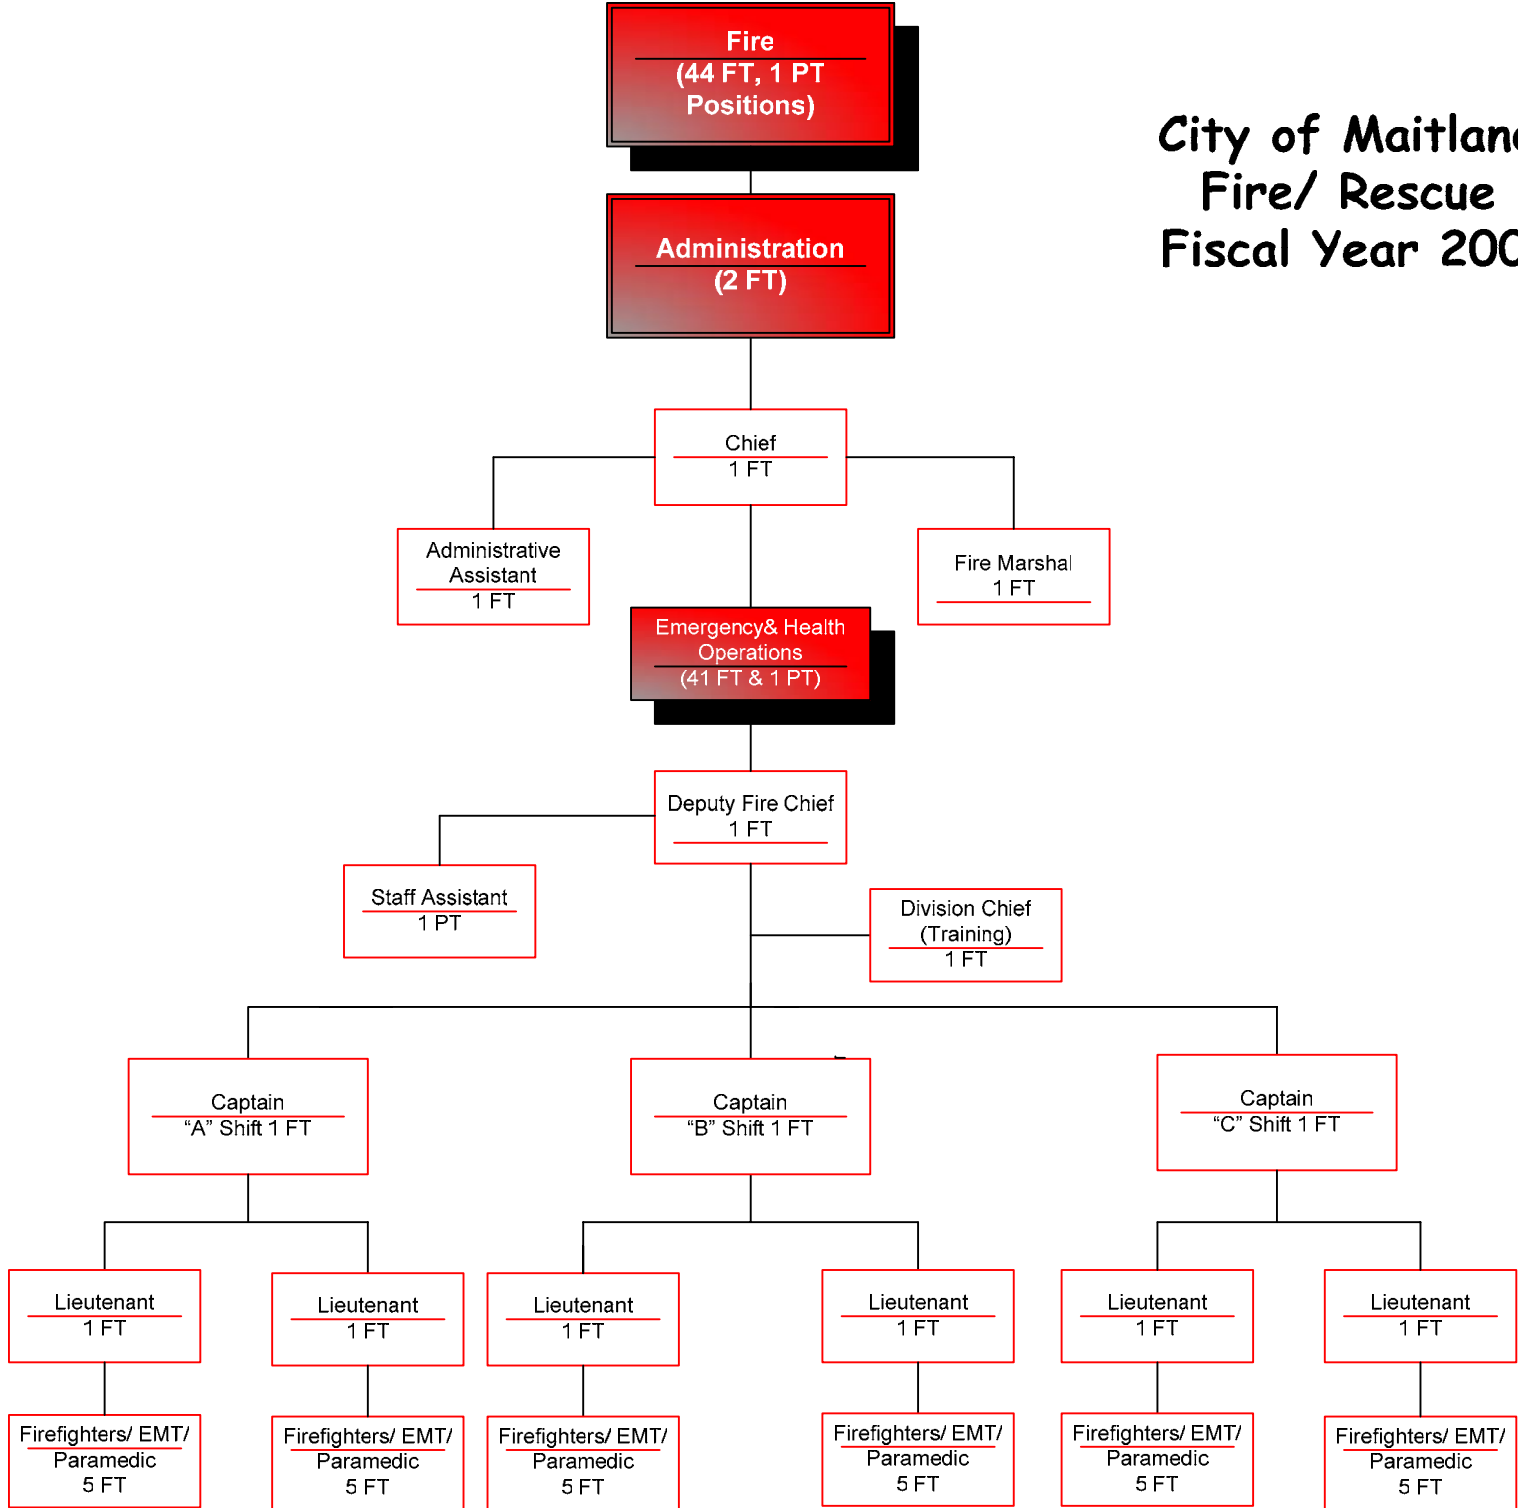 Fire
(44 FT, 1 PT
Positions)
City of Maitland
Fire/ Rescue
Fiscal Year 200
Administration
(2 FT)
Chief
1 FT
Administrative
Assistant
1 FT
Fire Marshal
1 FT
Emergency& Health
Operations
(41 FT & 1 PT)
Deputy Fire Chief
1 FT
Staff Assistant
1 PT
Division Chief
(Training)
1 FT
Captain
“A” Shift 1 FT
Captain
“B” Shift 1 FT
Captain
“C” Shift 1 FT
Lieutenant
1 FT
Lieutenant
1 FT
Lieutenant
1 FT
Lieutenant
1 FT
Lieutenant
1 FT
Lieutenant
1 FT
Firefighters/ EMT/
Paramedic
5 FT
Firefighters/ EMT/
Paramedic
5 FT
Firefighters/ EMT/
Paramedic
5 FT
Firefighters/ EMT/
Paramedic
5 FT
Firefighters/ EMT/
Paramedic
5 FT
Firefighters/ EMT/
Paramedic
5 FT